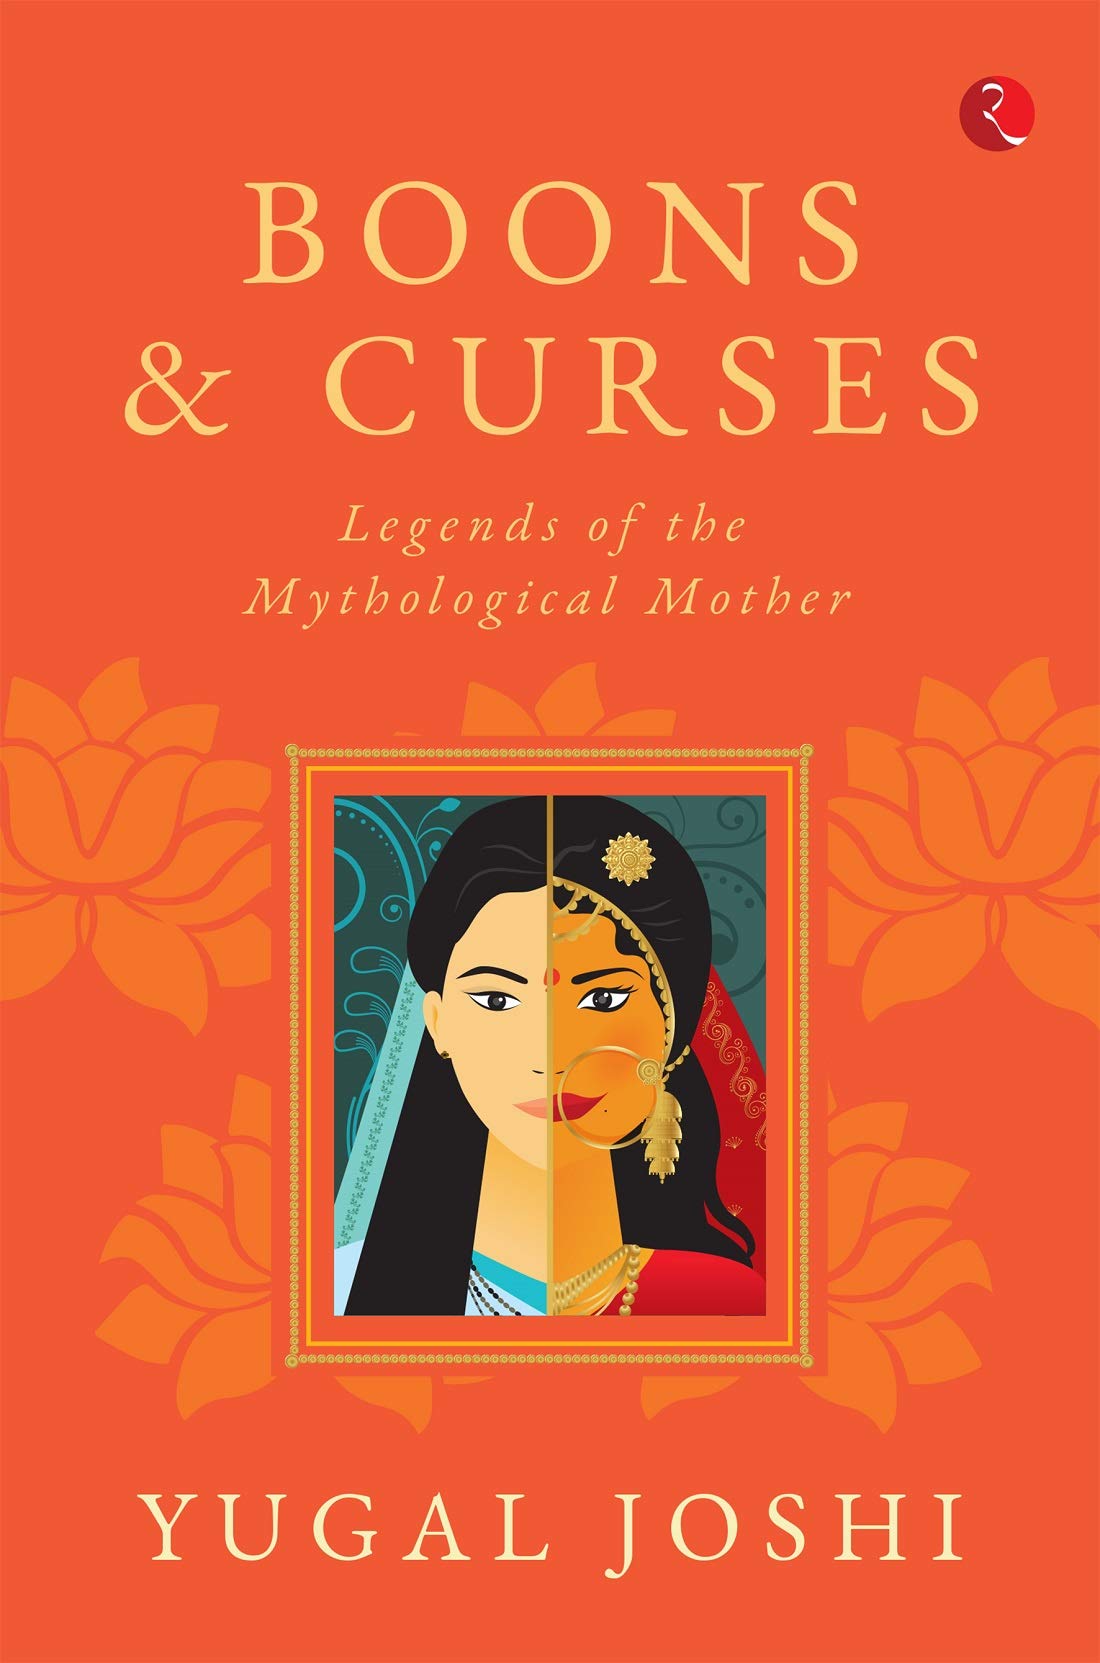 BOONS
& CURSES
Legends of the
Mythological Mother
YUGAL JOSHI